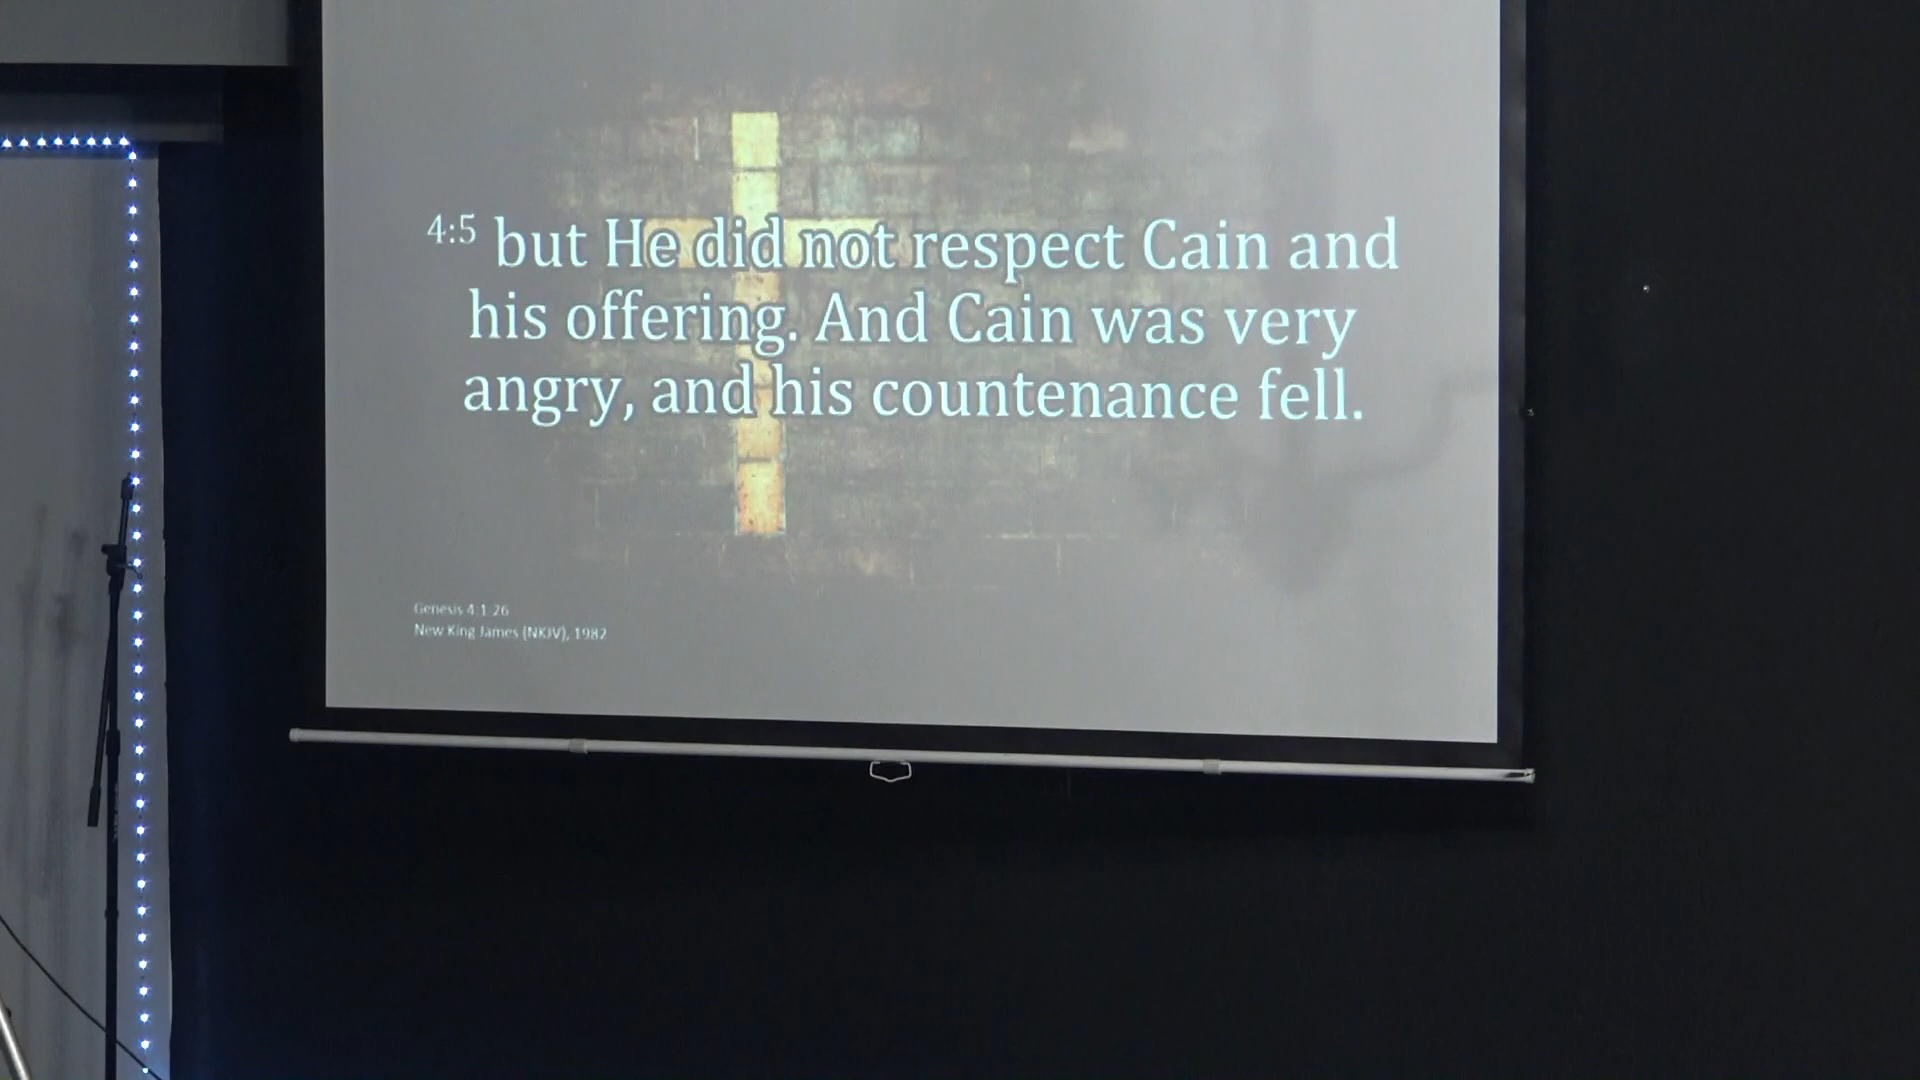 4:5 but He did not respect Cain and
his offering. And Cain was very
angry, and his countenance fell.
Genesis 4:1-26
New King James (NKJV), 1982